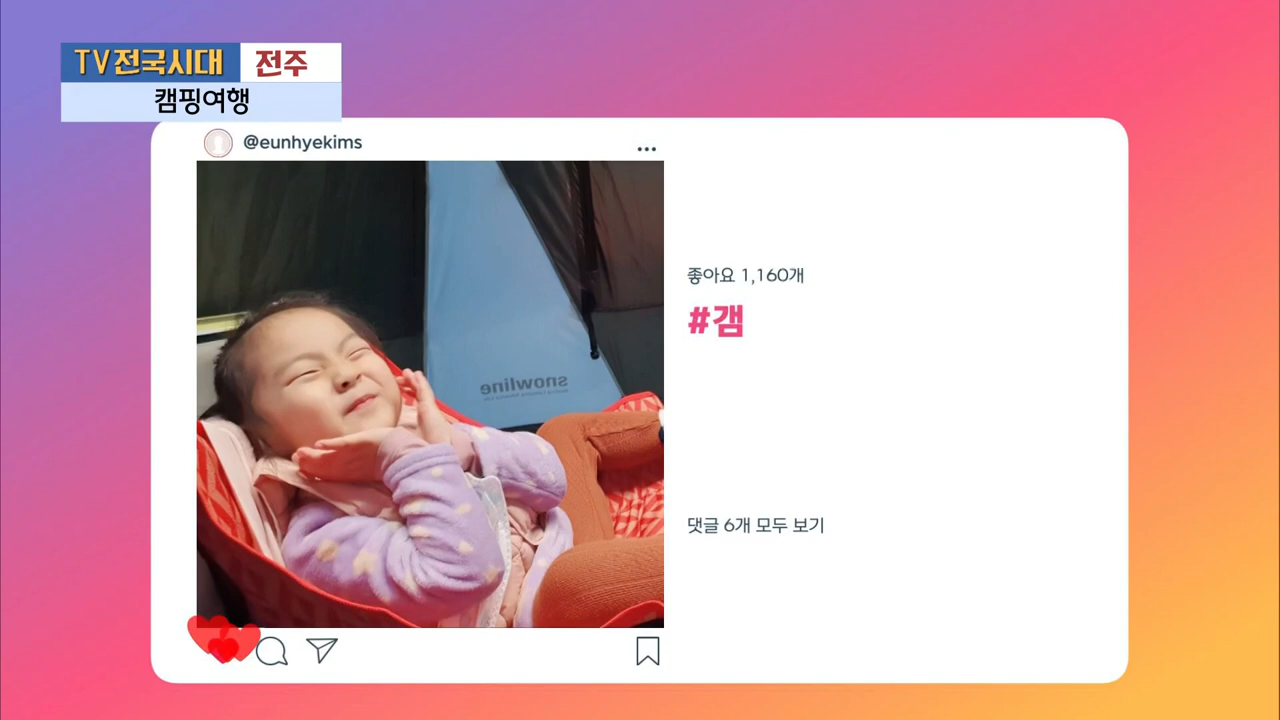 TV전국시대 전주
캠핑여행
@eunhyekims
snowline
좋아요 1,160개
#갬
댓글 6개 모두 보기